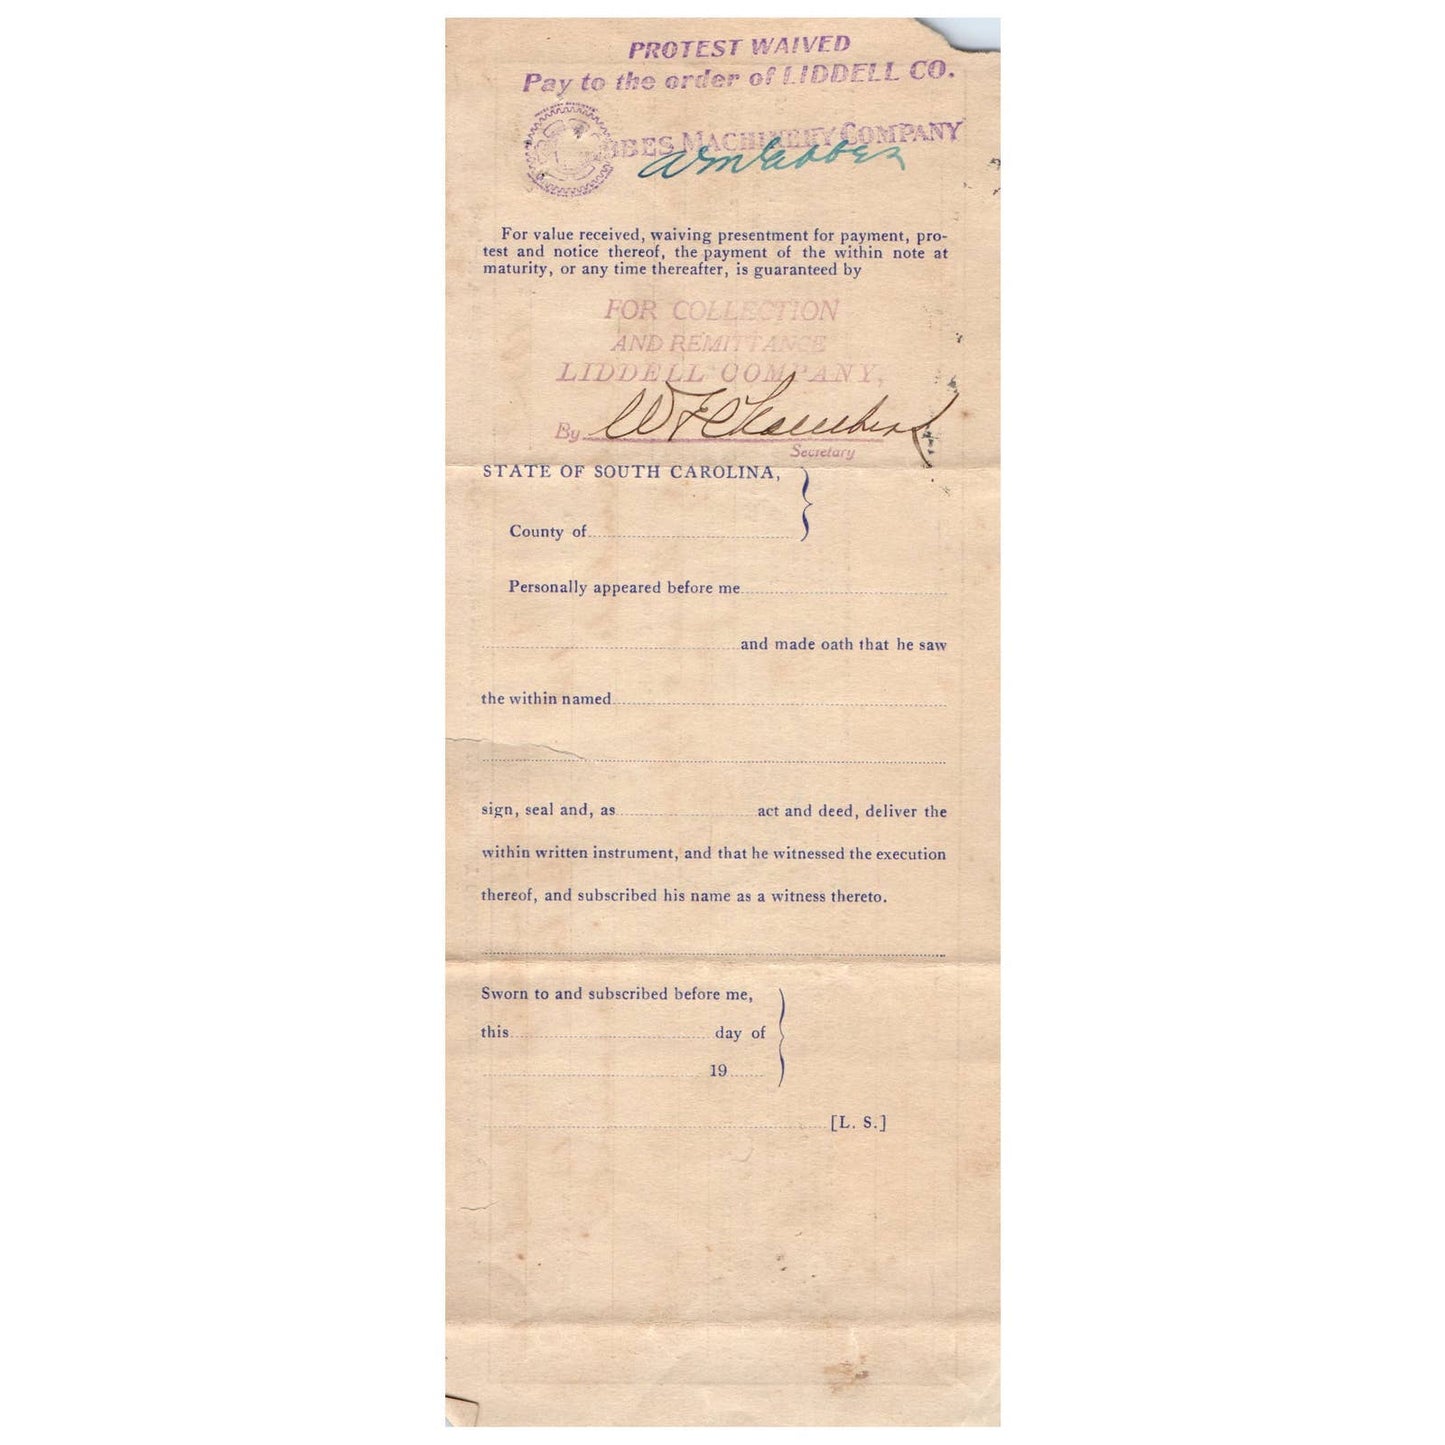 PROTEST WAIVED
Pay to the order of LIDDELL CO.
BES MACHINERY COMPANY
For value received, waiving presentment for payment, pro-
test and notice thereof, the payment of the within note at
maturity, or any time thereafter, is guaranteed by
FOR COLLECTION
AND REMITTANCE
LIDDELL COMPANY,
By W F Chambers
Secretary
STATE OF SOUTH CAROLINA,
County of
Personally appeared before me
and made oath that he saw
the within named
sign, seal and, as act and deed, deliver the
within written instrument, and that he witnessed the execution
thereof, and subscribed his name as a witness thereto.
Sworn to and subscribed before me,
this day of
19
[L. S.]